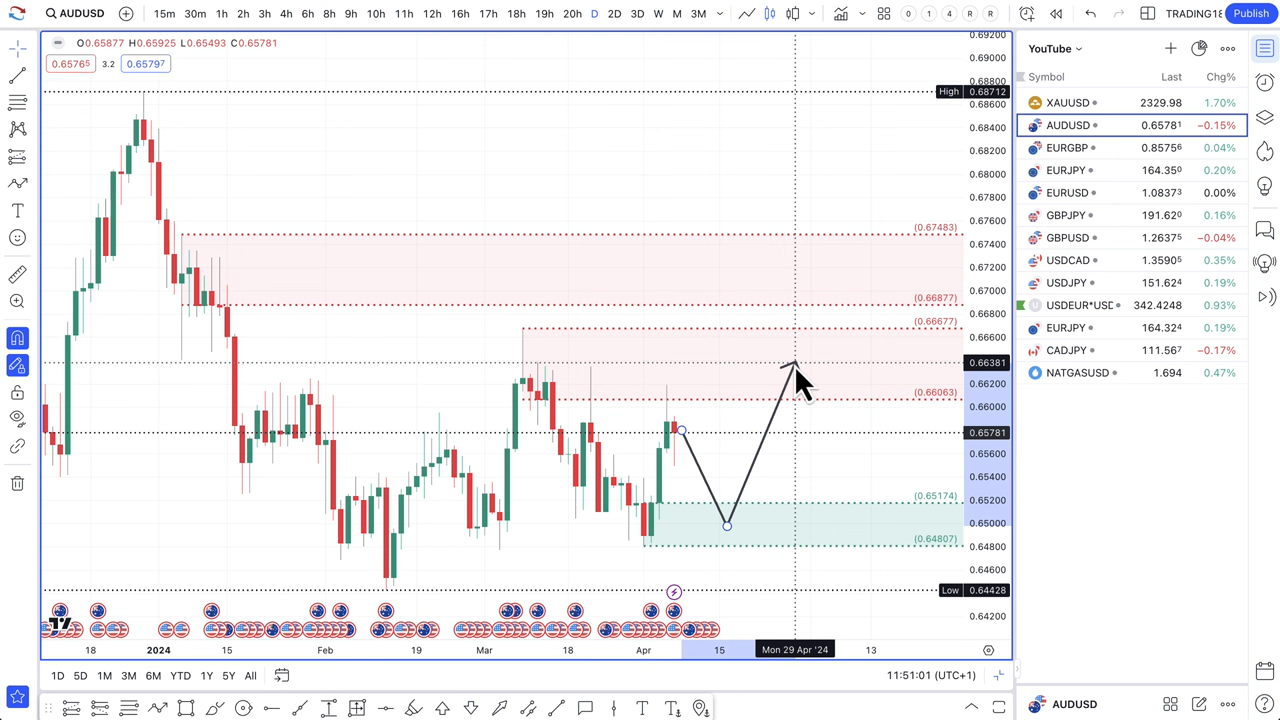 AUDUSD 15m 30m 1h 2h 3h 4h 6h 8h 9h 10h 11h 12h 16h 17h 18h 19h 20h D 2D 3D W M 3M 0 1 4 R R TRADING18 Publish
O0.65877 H0.65925 L0.65493 C0.65781
0.65765 3.2 0.65797
0.69200
0.69000
0.68800
High 0.68712
0.68600
0.68400
0.68200
0.68000
0.67800
0.67600
(0.67483)
0.67400
0.67200
0.67000
(0.66877)
0.66800
(0.66677)
0.66600
0.66381
0.66200
(0.66063)
0.66000
0.65781
0.65600
0.65400
0.65200
(0.65174)
0.65000
(0.64807)
0.64800
0.64600
Low 0.64428
0.64200
18 2024 15 Feb 19 Mar 18 Apr 15 Mon 29 Apr '24 13
1D 5D 1M 3M 6M YTD 1Y 5Y All 11:51:01 (UTC+1)
YouTube
Symbol Last Chg%
XAUUSD 2329.98 1.70%
AUDUSD 0.65781 −0.15%
EURGBP 0.85756 0.04%
EURJPY 164.350 0.20%
EURUSD 1.08373 0.00%
GBPJPY 191.620 0.16%
GBPUSD 1.26375 −0.04%
USDCAD 1.35905 0.35%
USDJPY 151.624 0.19%
USDEUR*USD 342.4248 0.93%
EURJPY 164.324 0.19%
CADJPY 111.567 −0.17%
NATGASUSD 1.694 0.47%
AUDUSD